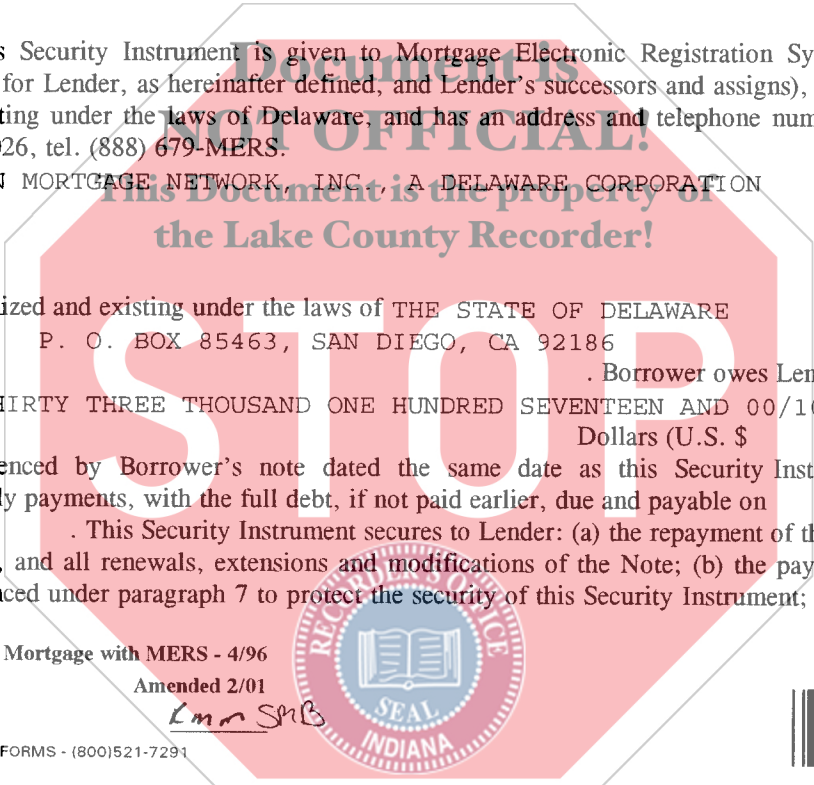 s Security Instrument is given to Mortgage Electronic Registration Sy
Document is
for Lender, as hereinafter defined, and Lender's successors and assigns),
ting under the laws of Delaware, and has an address and telephone num
NOT OFFICIAL!
26, tel. (888) 679-MERS.
N MORTGAGE NETWORK, INC., A DELAWARE CORPORATION
This Document is the property of
the Lake County Recorder!
ized and existing under the laws of THE STATE OF DELAWARE
P. O. BOX 85463, SAN DIEGO, CA 92186
. Borrower owes Len
HIRTY THREE THOUSAND ONE HUNDRED SEVENTEEN AND 00/10
STOP
Dollars (U.S. $
enced by Borrower's note dated the same date as this Security Inst
ly payments, with the full debt, if not paid earlier, due and payable on
. This Security Instrument secures to Lender: (a) the repayment of th
, and all renewals, extensions and modifications of the Note; (b) the pay
nced under paragraph 7 to protect the security of this Security Instrument;
RECORDER'S OFFICE
SEAL
INDIANA
Mortgage with MERS - 4/96
Amended 2/01
Kmm SMB
FORMS - (800)521-7291